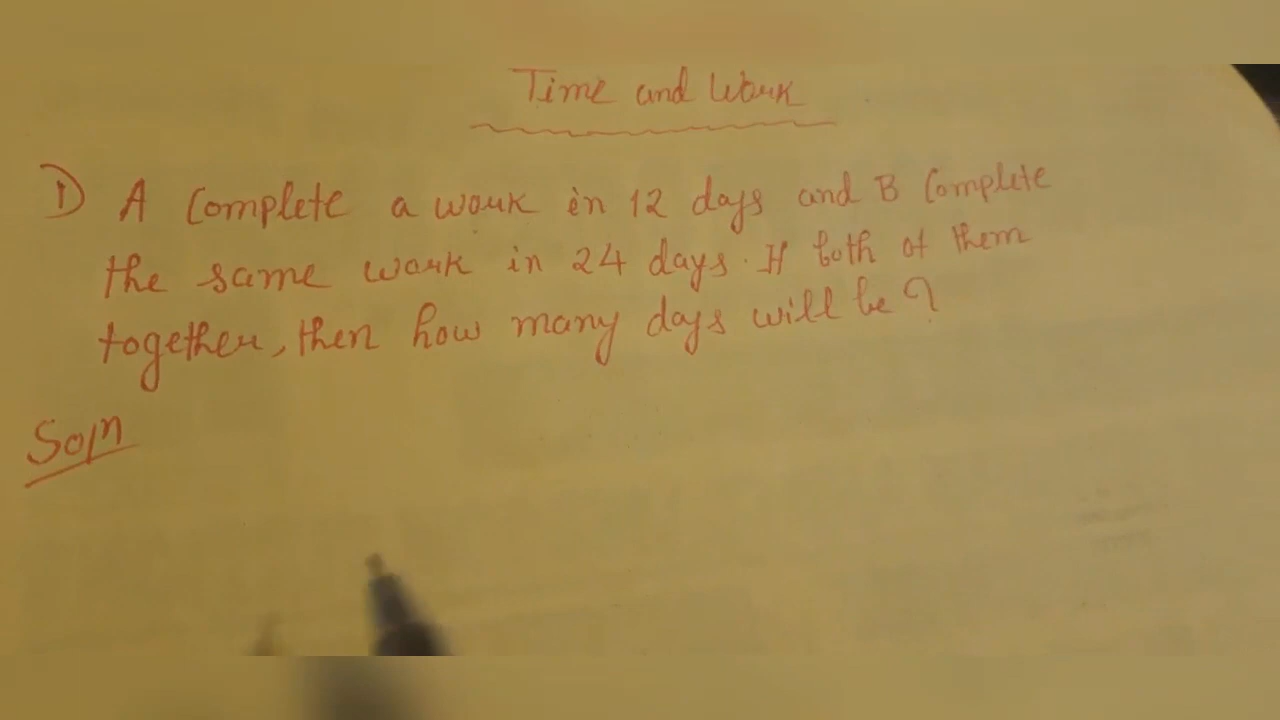 Time and Work
1) A Complete a work in 12 days and B Complete
the same work in 24 days. If both of them
together, then how many days will be?
Soln